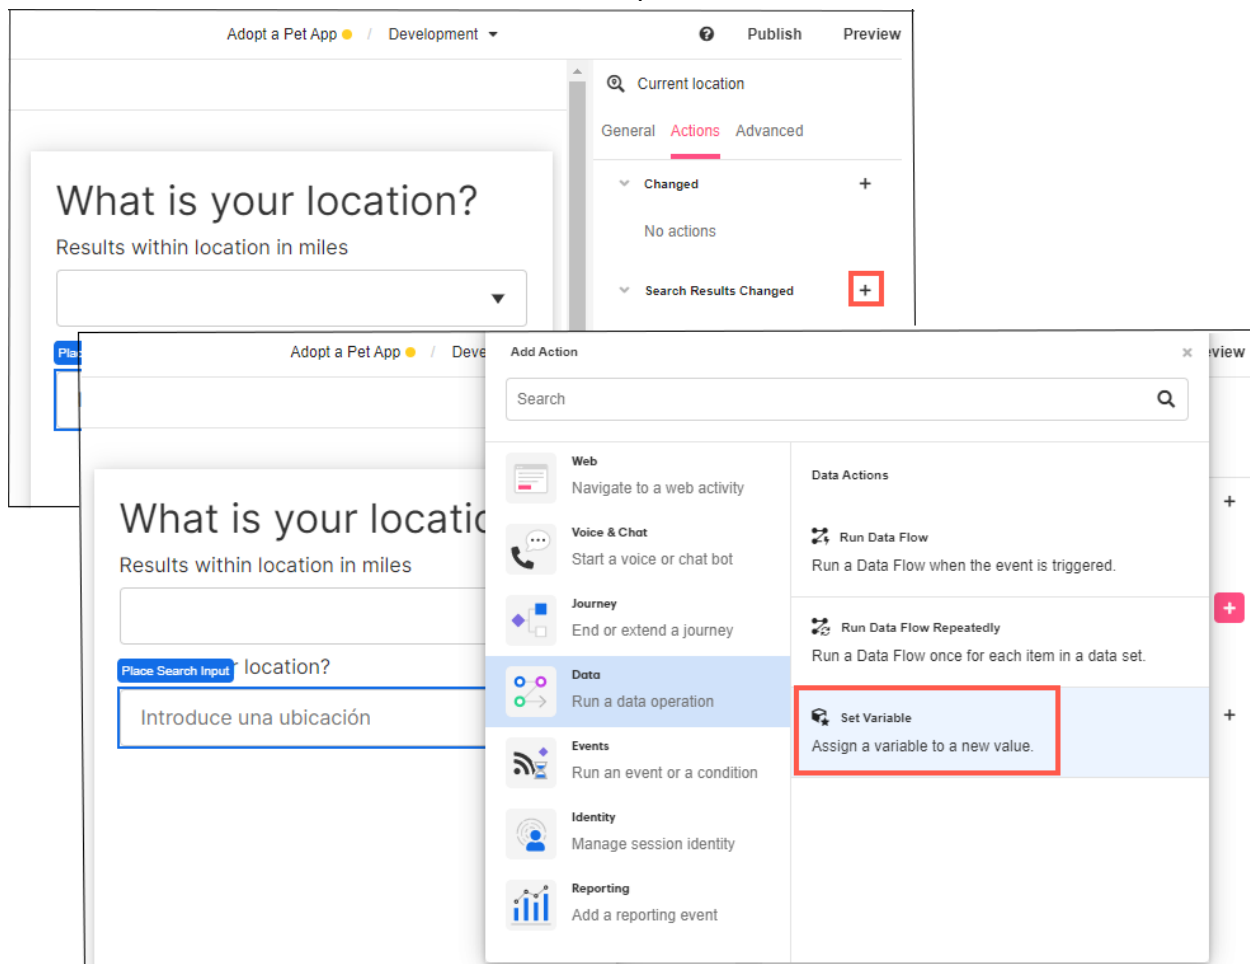 Adopt a Pet App / Development
Publish
Preview
Current location
General Actions Advanced
Changed
No actions
Search Results Changed
What is your location?
Results within location in miles
Adopt a Pet App /
Add Action
Search
Web
Navigate to a web activity
Voice & Chat
Start a voice or chat bot
Journey
End or extend a journey
Data
Run a data operation
Events
Run an event or a condition
Identity
Manage session identity
Reporting
Add a reporting event
Data Actions
Run Data Flow
Run a Data Flow when the event is triggered.
Run Data Flow Repeatedly
Run a Data Flow once for each item in a data set.
Set Variable
Assign a variable to a new value.
What is your
Results within location in miles
Place Search Input
location?
Introduce una ubicación